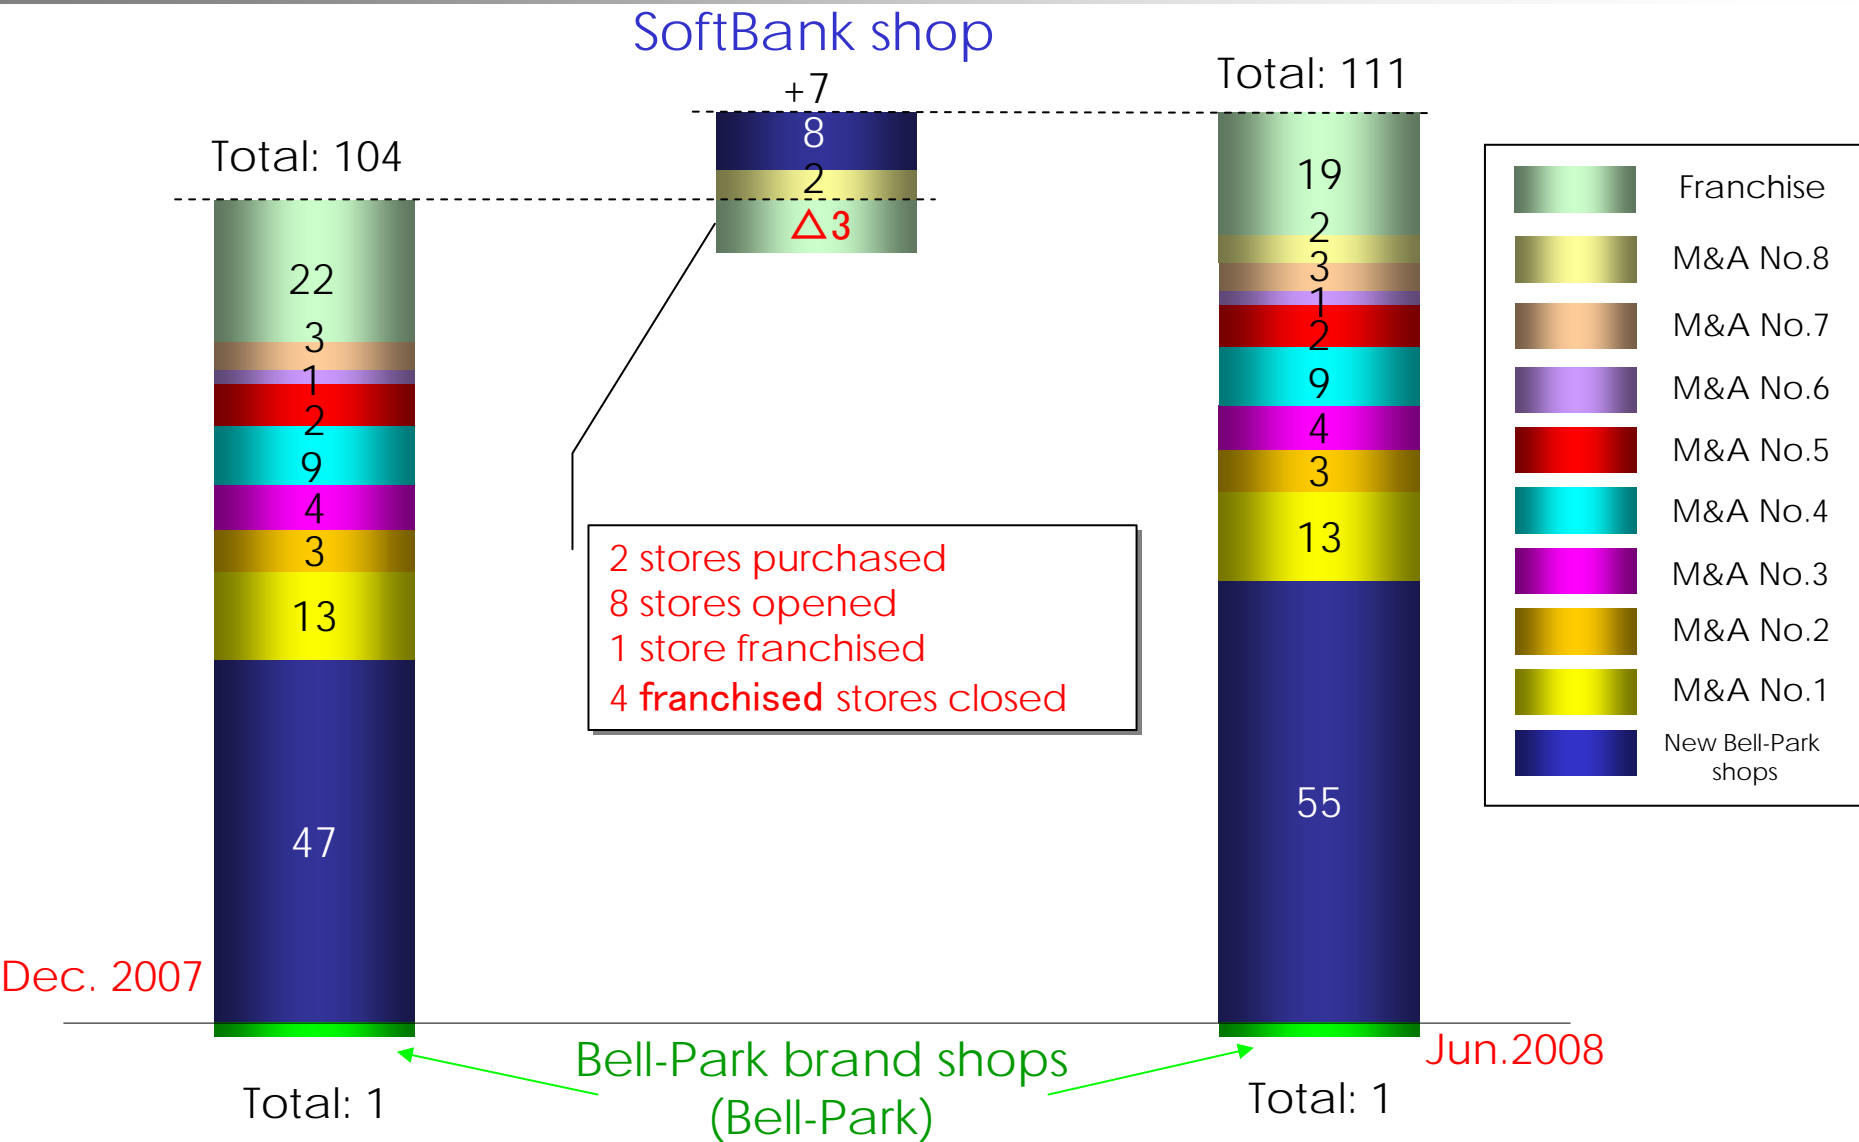 SoftBank shop
Total: 104
22
3
1
2
9
4
3
13
47
Dec. 2007
Total: 1
+7
8
2
△3
2 stores purchased
8 stores opened
1 store franchised
4 franchised stores closed
Bell-Park brand shops
(Bell-Park)
Total: 111
19
2
3
1
2
9
4
3
13
55
Jun.2008
Total: 1
Franchise
M&A No.8
M&A No.7
M&A No.6
M&A No.5
M&A No.4
M&A No.3
M&A No.2
M&A No.1
New Bell-Park
shops